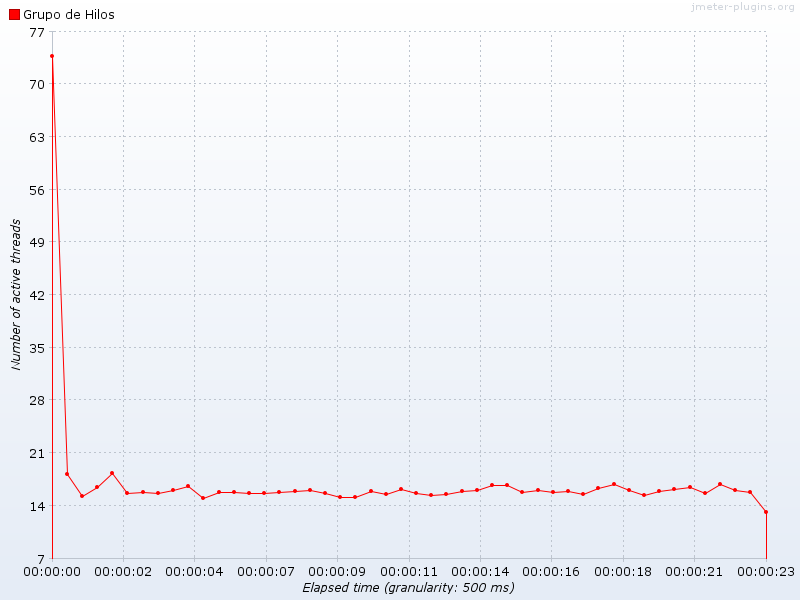 jmeter-plugins.org
Grupo de Hilos
77
70
63
56
49
42
35
28
21
14
7
Number of active threads
00:00:00 00:00:02 00:00:04 00:00:07 00:00:09 00:00:11 00:00:14 00:00:16 00:00:18 00:00:21 00:00:23
Elapsed time (granularity: 500 ms)